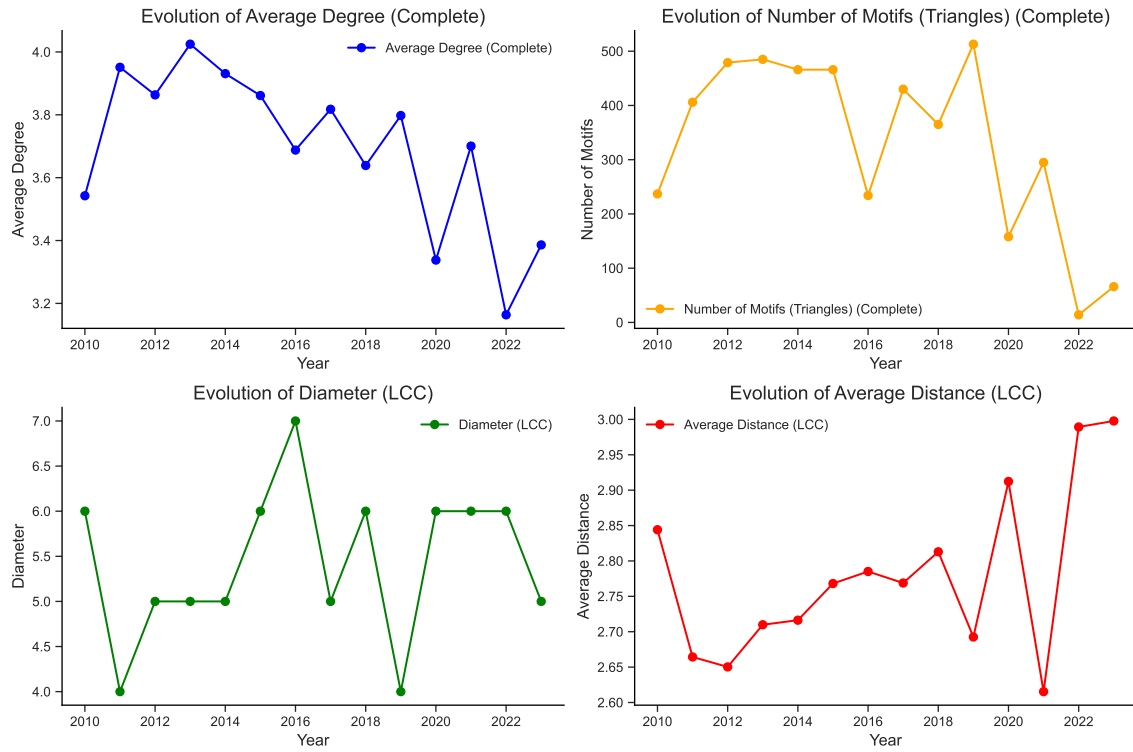 Evolution of Average Degree (Complete)
4.0
3.8
3.6
3.4
3.2
Average Degree
Average Degree (Complete)
2010 2012 2014 2016 2018 2020 2022
Year
Evolution of Number of Motifs (Triangles) (Complete)
500
400
300
200
100
0
Number of Motifs
Number of Motifs (Triangles) (Complete)
2010 2012 2014 2016 2018 2020 2022
Year
Evolution of Diameter (LCC)
7.0
6.5
6.0
5.5
5.0
4.5
4.0
Diameter
Diameter (LCC)
2010 2012 2014 2016 2018 2020 2022
Year
Evolution of Average Distance (LCC)
3.00
2.95
2.90
2.85
2.80
2.75
2.70
2.65
2.60
Average Distance
Average Distance (LCC)
2010 2012 2014 2016 2018 2020 2022
Year